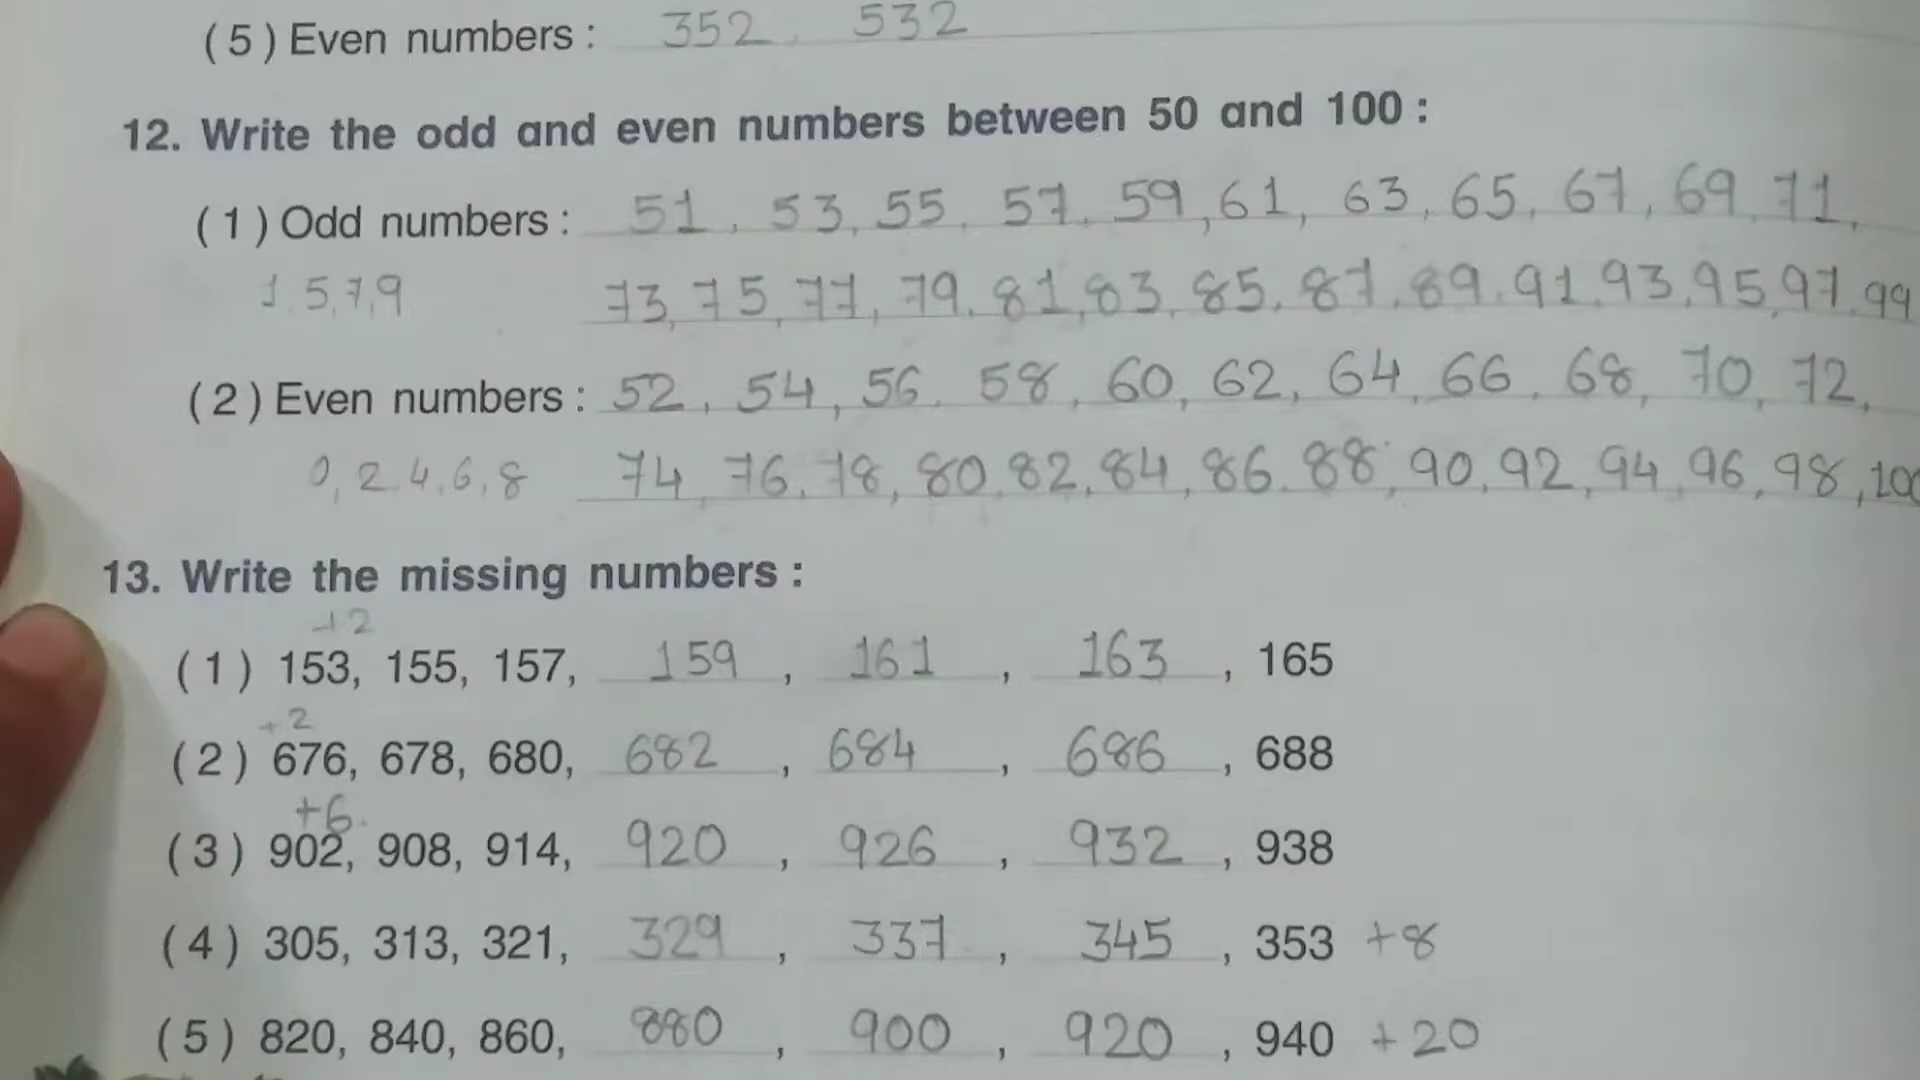 (5) Even numbers : 352, 532
12. Write the odd and even numbers between 50 and 100 :
(1) Odd numbers : 51, 53, 55, 57, 59, 61, 63, 65, 67, 69, 71,
1.5,7,9 73, 75, 77, 79, 81, 83, 85, 87, 89, 91, 93, 95, 97, 99
(2) Even numbers : 52, 54, 56, 58, 60, 62, 64, 66, 68, 70, 72,
0, 2.4,6,8 74, 76, 78, 80, 82, 84, 86, 88, 90, 92, 94, 96, 98, 100
13. Write the missing numbers :
+2
(1) 153, 155, 157, 159, 161, 163, 165
+2
(2) 676, 678, 680, 682, 684, 686, 688
+6
(3) 902, 908, 914, 920, 926, 932, 938
(4) 305, 313, 321, 329, 337, 345, 353 +8
(5) 820, 840, 860, 880, 900, 920, 940 +20